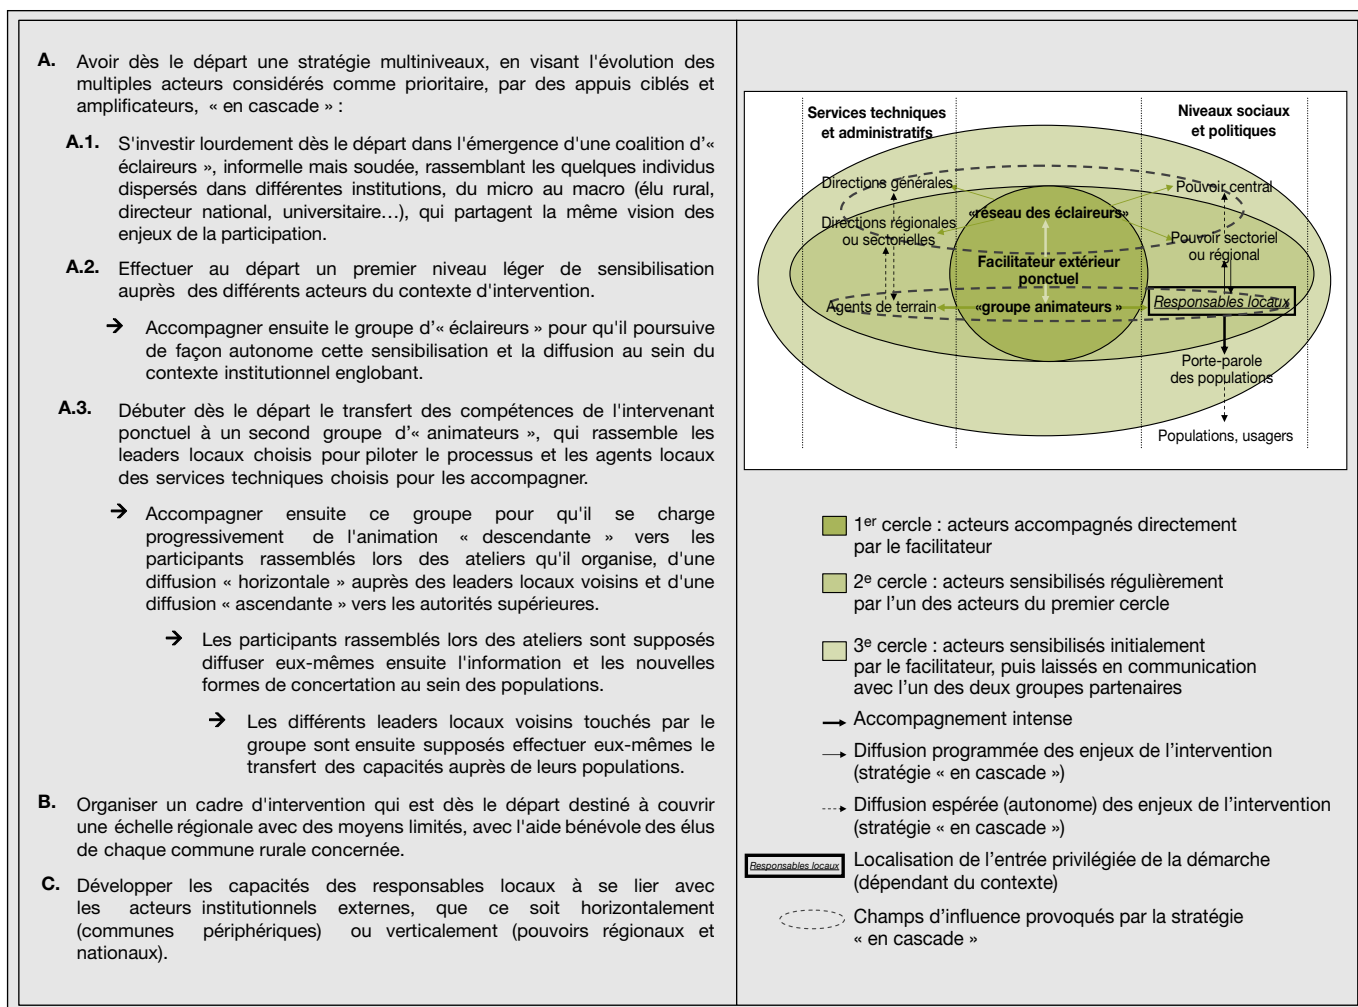 A. Avoir dès le départ une stratégie multiniveaux, en visant l'évolution des
multiples acteurs considérés comme prioritaire, par des appuis ciblés et
amplificateurs, « en cascade » :
A.1. S'investir lourdement dès le départ dans l'émergence d'une coalition d'«
éclaireurs », informelle mais soudée, rassemblant les quelques individus
dispersés dans différentes institutions, du micro au macro (élu rural,
directeur national, universitaire…), qui partagent la même vision des
enjeux de la participation.
A.2. Effectuer au départ un premier niveau léger de sensibilisation
auprès des différents acteurs du contexte d'intervention.
→ Accompagner ensuite le groupe d'« éclaireurs » pour qu'il poursuive
de façon autonome cette sensibilisation et la diffusion au sein du
contexte institutionnel englobant.
A.3. Débuter dès le départ le transfert des compétences de l'intervenant
ponctuel à un second groupe d'« animateurs », qui rassemble les
leaders locaux choisis pour piloter le processus et les agents locaux
des services techniques choisis pour les accompagner.
→ Accompagner ensuite ce groupe pour qu'il se charge
progressivement de l'animation « descendante » vers les
participants rassemblés lors des ateliers qu'il organise, d'une
diffusion « horizontale » auprès des leaders locaux voisins et d'une
diffusion « ascendante » vers les autorités supérieures.
→ Les participants rassemblés lors des ateliers sont supposés
diffuser eux-mêmes ensuite l'information et les nouvelles
formes de concertation au sein des populations.
→ Les différents leaders locaux voisins touchés par le
groupe sont ensuite supposés effectuer eux-mêmes le
transfert des capacités auprès de leurs populations.
B. Organiser un cadre d'intervention qui est dès le départ destiné à couvrir
une échelle régionale avec des moyens limités, avec l'aide bénévole des élus
de chaque commune rurale concernée.
C. Développer les capacités des responsables locaux à se lier avec
les acteurs institutionnels externes, que ce soit horizontalement
(communes périphériques) ou verticalement (pouvoirs régionaux et
nationaux).
Services techniques
et administratifs
Niveaux sociaux
et politiques
Directions générales
Pouvoir central
«réseau des éclaireurs»
Directions régionales
ou sectorielles
Pouvoir sectoriel
ou régional
Facilitateur extérieur
ponctuel
Agents de terrain
«groupe animateurs »
Responsables locaux
Porte-parole
des populations
Populations, usagers
1er cercle : acteurs accompagnés directement
par le facilitateur
2e cercle : acteurs sensibilisés régulièrement
par l'un des acteurs du premier cercle
3e cercle : acteurs sensibilisés initialement
par le facilitateur, puis laissés en communication
avec l'un des deux groupes partenaires
Accompagnement intense
Diffusion programmée des enjeux de l'intervention
(stratégie « en cascade »)
Diffusion espérée (autonome) des enjeux de l'intervention
(stratégie « en cascade »)
Responsables locaux Localisation de l'entrée privilégiée de la démarche
(dépendant du contexte)
Champs d'influence provoqués par la stratégie
« en cascade »